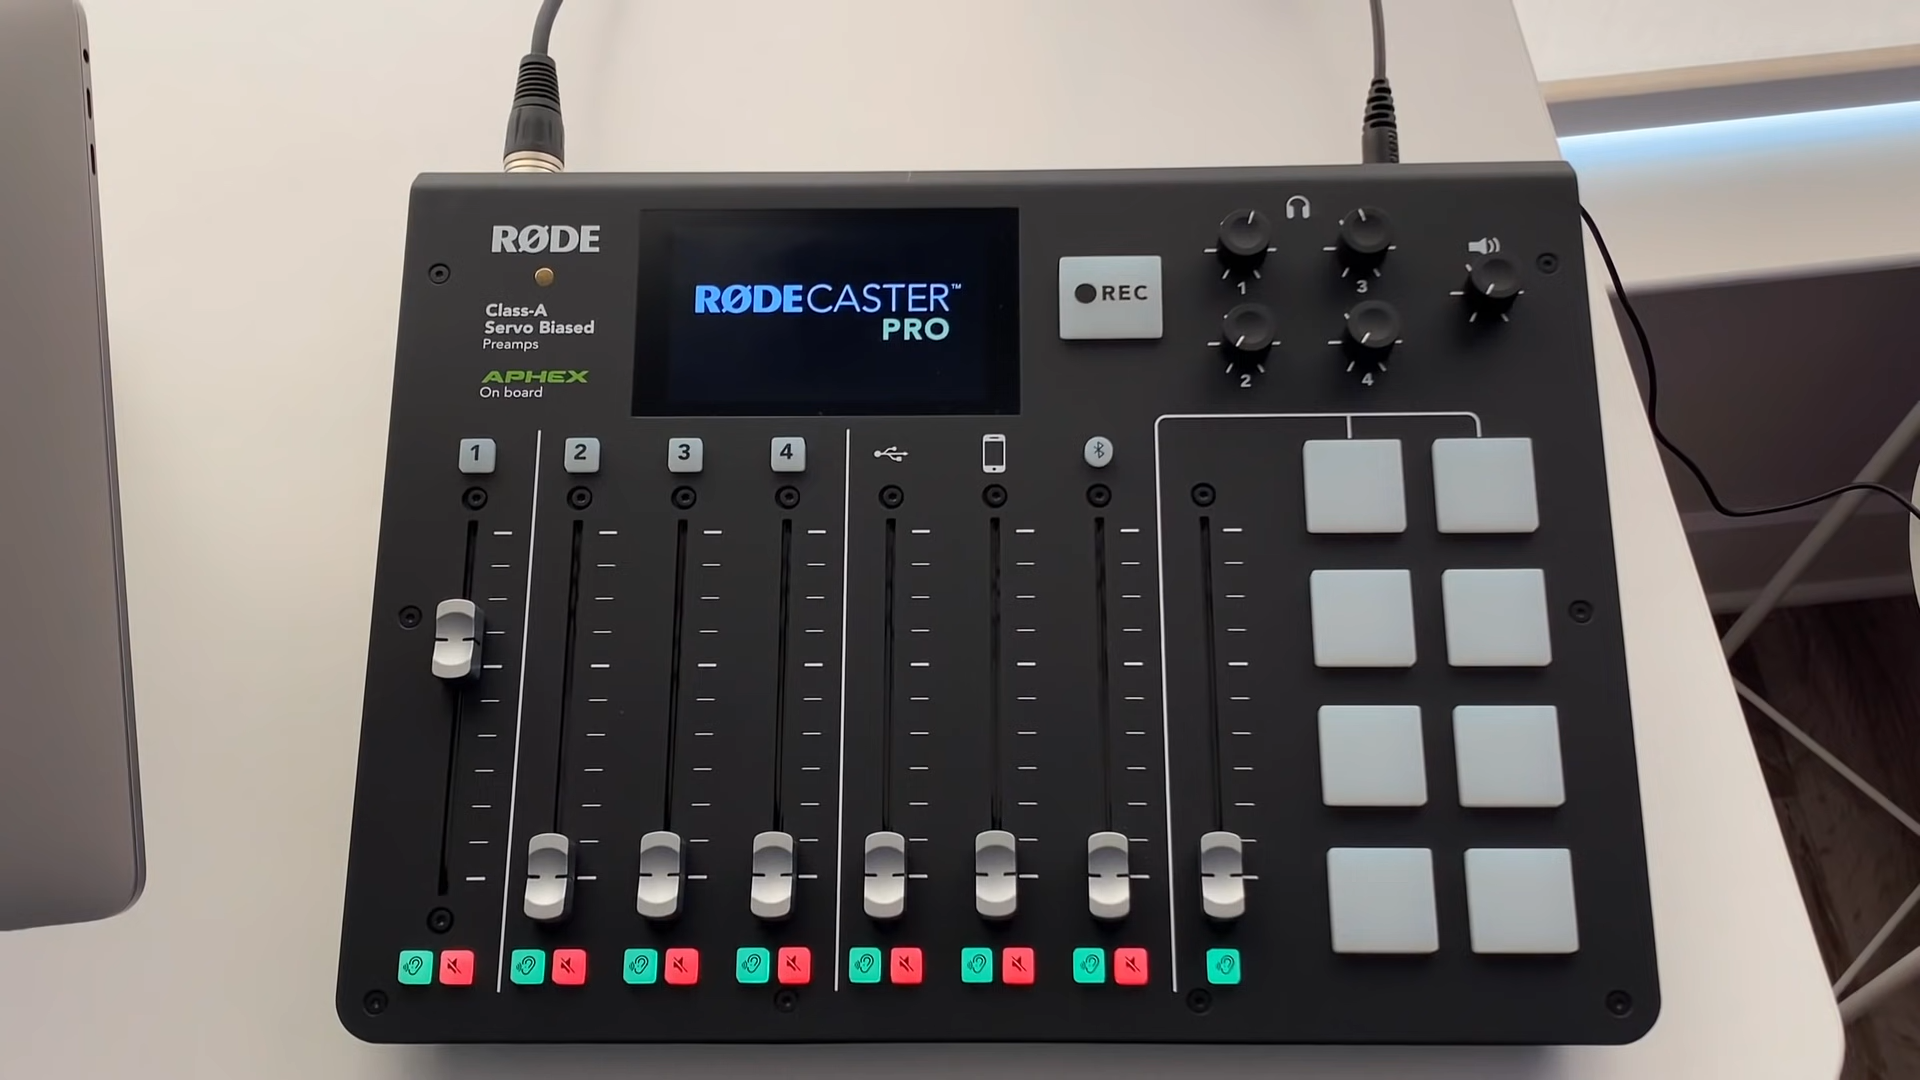 RØDE
Class-A
Servo Biased
Preamps
APHEX
On board
RØDECASTER™
PRO
REC
1
3
2
4
1
2
3
4